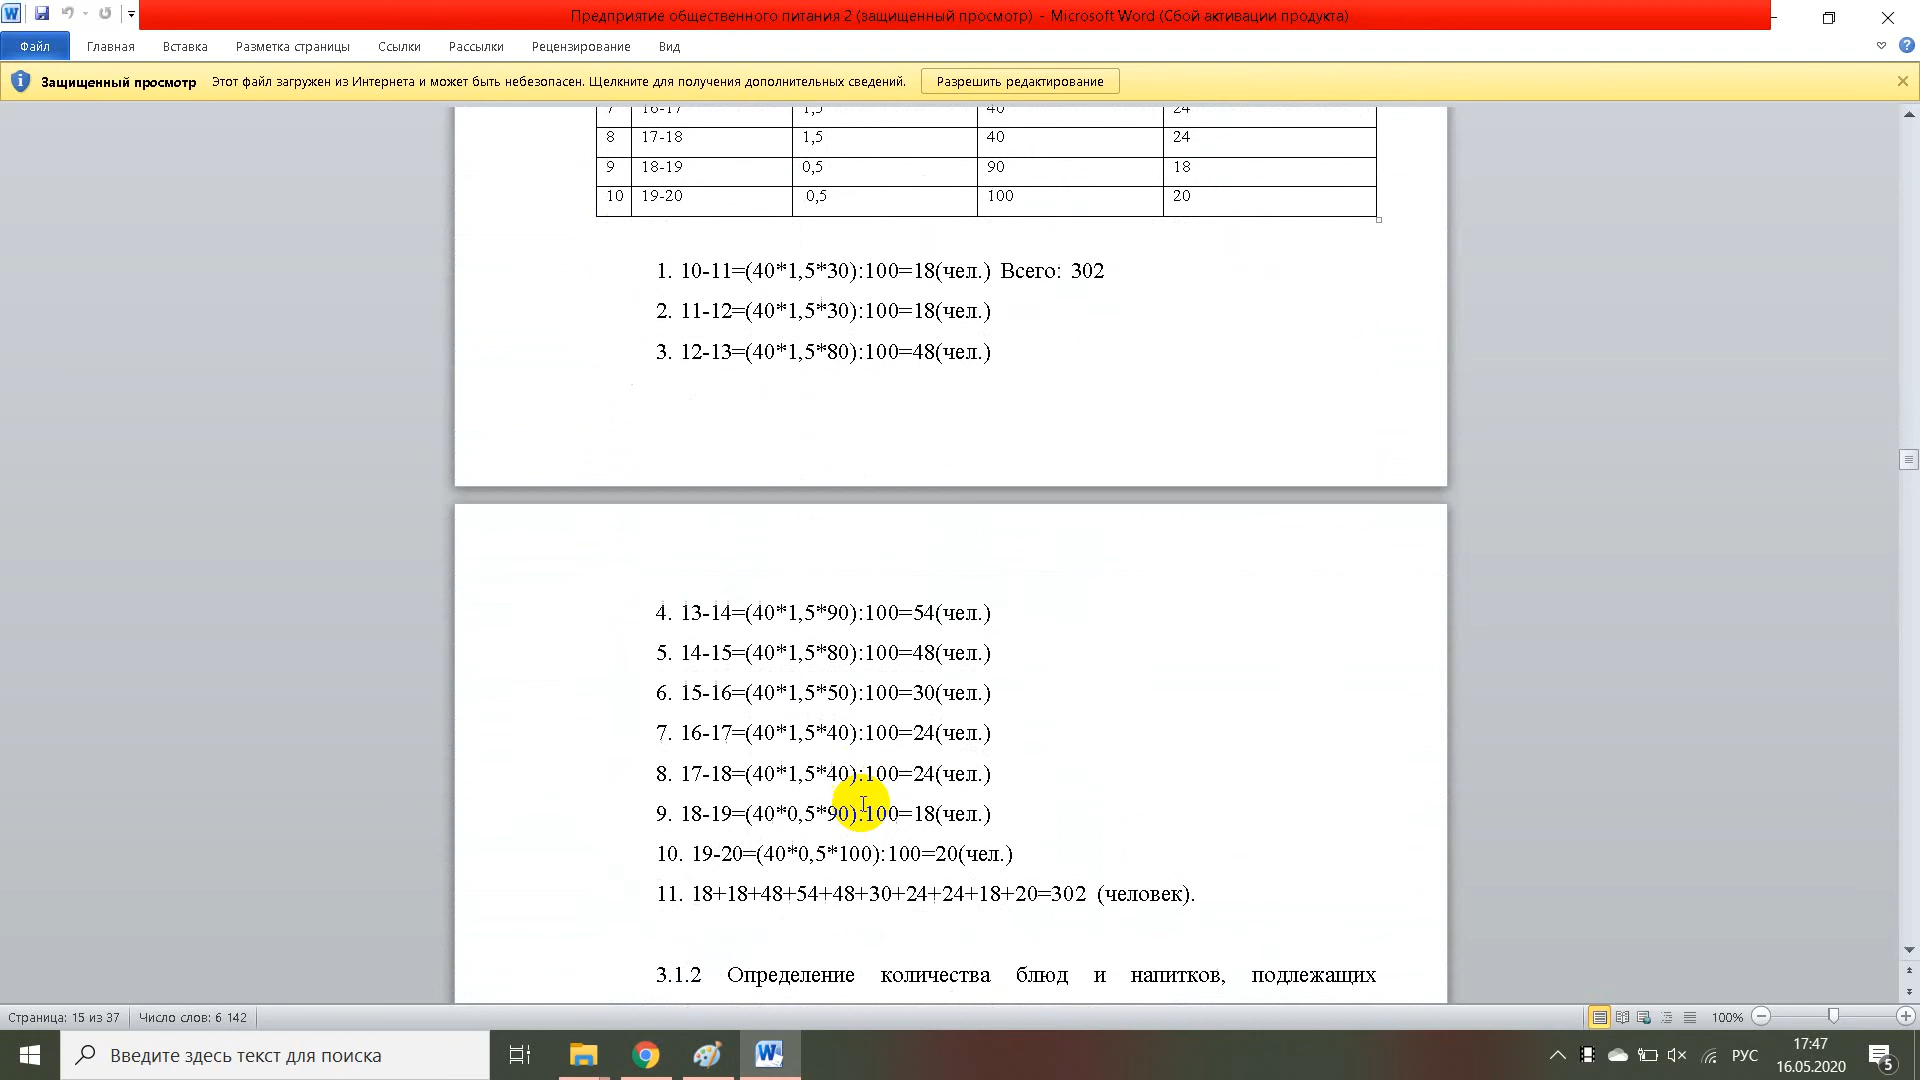 Предприятие общественного питания 2 (защищенный просмотр) - Microsoft Word (Сбой активации продукта)
Файл Главная Вставка Разметка страницы Ссылки Рассылки Рецензирование Вид
Защищенный просмотр Этот файл загружен из Интернета и может быть небезопасен. Щелкните для получения дополнительных сведений. Разрешить редактирование
7 16-17 1,5 40 24
8 17-18 1,5 40 24
9 18-19 0,5 90 18
10 19-20 0,5 100 20
1. 10-11=(40*1,5*30):100=18(чел.) Всего: 302
2. 11-12=(40*1,5*30):100=18(чел.)
3. 12-13=(40*1,5*80):100=48(чел.)
4. 13-14=(40*1,5*90):100=54(чел.)
5. 14-15=(40*1,5*80):100=48(чел.)
6. 15-16=(40*1,5*50):100=30(чел.)
7. 16-17=(40*1,5*40):100=24(чел.)
8. 17-18=(40*1,5*40):100=24(чел.)
9. 18-19=(40*0,5*90):100=18(чел.)
10. 19-20=(40*0,5*100):100=20(чел.)
11. 18+18+48+54+48+30+24+24+18+20=302 (человек).
3.1.2 Определение количества блюд и напитков, подлежащих
Страница: 15 из 37 Число слов: 6 142 100%
Введите здесь текст для поиска РУС 17:47
16.05.2020 5